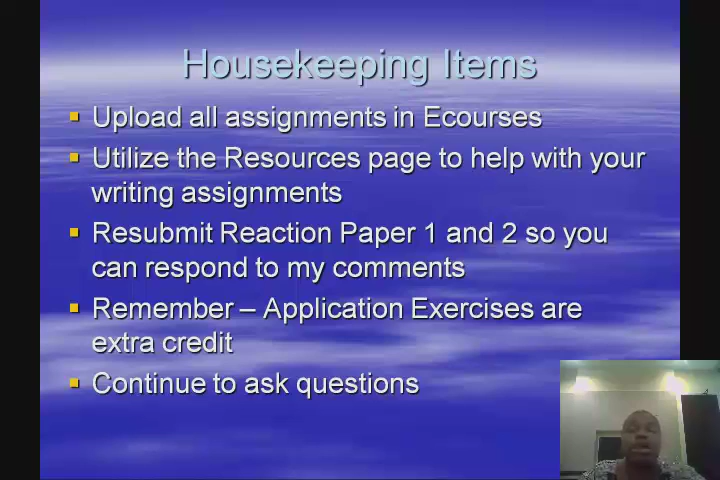 Housekeeping Items
Upload all assignments in Ecourses
Utilize the Resources page to help with your
writing assignments
Resubmit Reaction Paper 1 and 2 so you
can respond to my comments
Remember – Application Exercises are
extra credit
Continue to ask questions